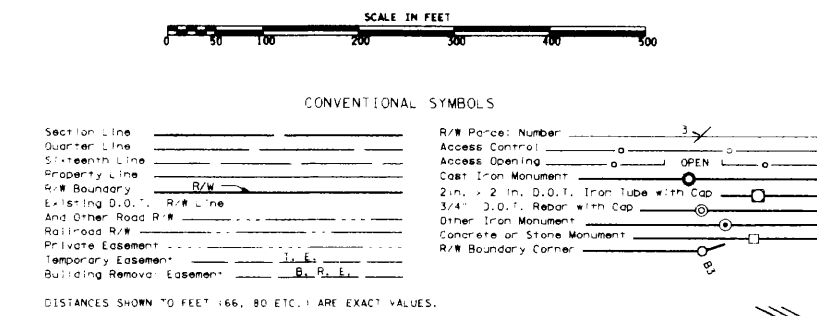 SCALE IN FEET
0 50 100 200 300 400 500
CONVENTIONAL SYMBOLS
Section Line
Quarter Line
Sixteenth Line
Property Line
R/W Boundary R/W
Existing D.O.T. R/W Line
And Other Road R/W
Railroad R/W
Private Easement
Temporary Easement T. E.
Building Removal Easement B. R. E.
R/W Parcel Number 3
Access Control
Access Opening OPEN
Cast Iron Monument
2in. x 2 in. D.O.T. Iron Tube with Cap
3/4" D.O.T. Rebar with Cap
Other Iron Monument
Concrete or Stone Monument
R/W Boundary Corner B3
DISTANCES SHOWN TO FEET (66, 80 ETC.) ARE EXACT VALUES.